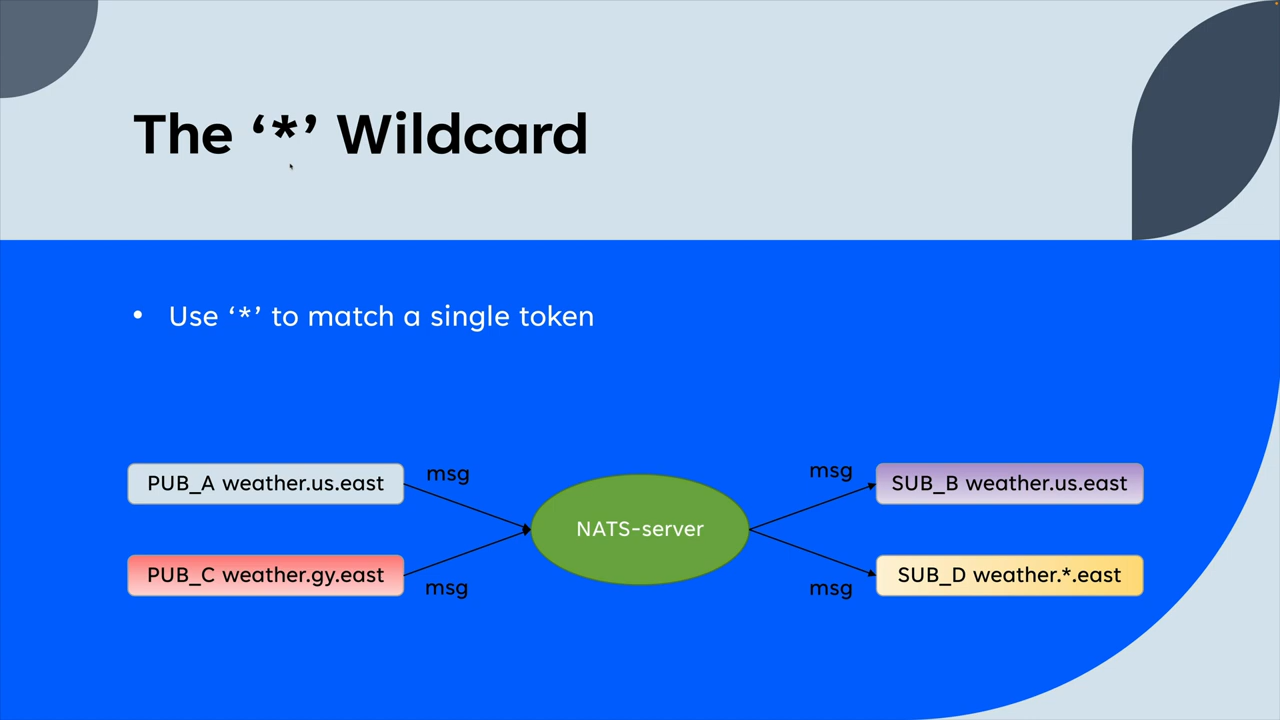 The ‘*’ Wildcard
• Use ‘*’ to match a single token
PUB_A weather.us.east
msg
msg
SUB_B weather.us.east
NATS-server
PUB_C weather.gy.east
msg
msg
SUB_D weather.*.east